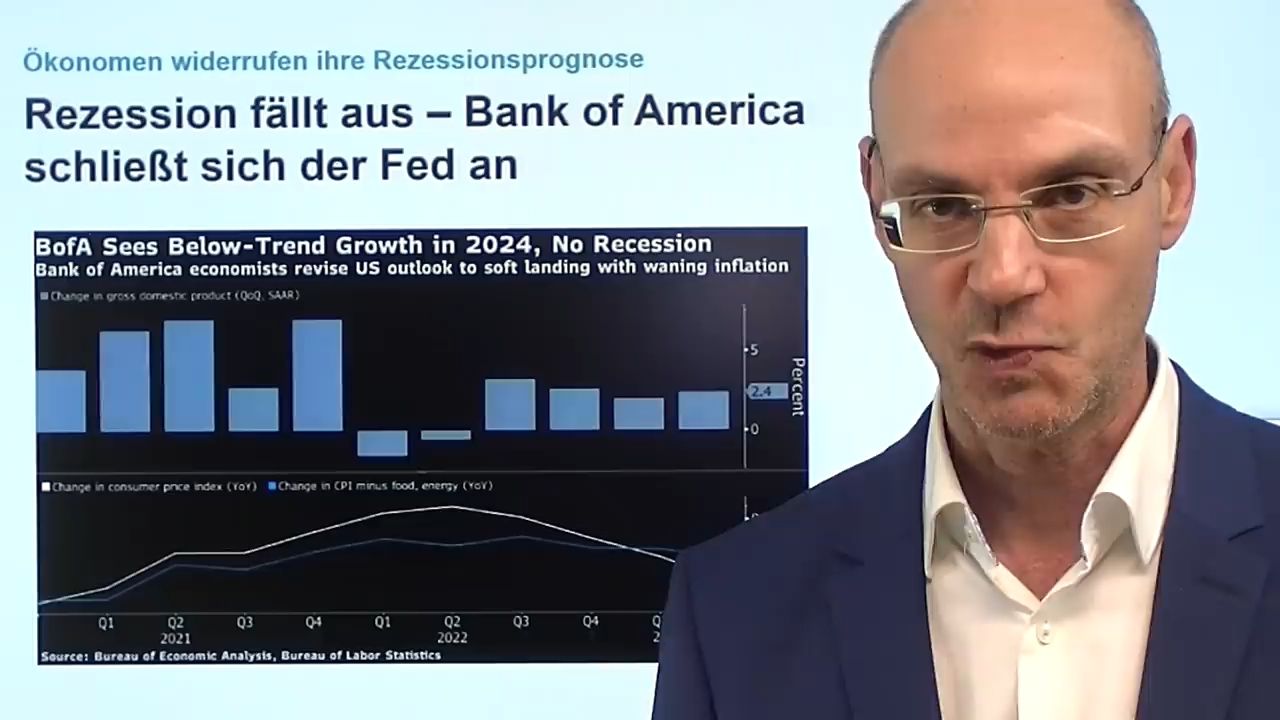 Ökonomen widerrufen ihre Rezessionsprognose
Rezession fällt aus – Bank of America
schließt sich der Fed an
BofA Sees Below-Trend Growth in 2024, No Recession
Bank of America economists revise US outlook to soft landing with waning inflation
Change in gross domestic product (QoQ, SAAR)
5
2.4
0
Percent
Change in consumer price index (YoY) Change in CPI minus food, energy (YoY)
Q1 Q2 Q3 Q4 Q1 Q2 Q3 Q4
2021 2022
Source: Bureau of Economic Analysis, Bureau of Labor Statistics